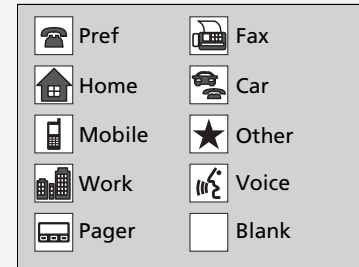 Pref
Home
Mobile
Work
Pager
Fax
Car
Other
Voice
Blank